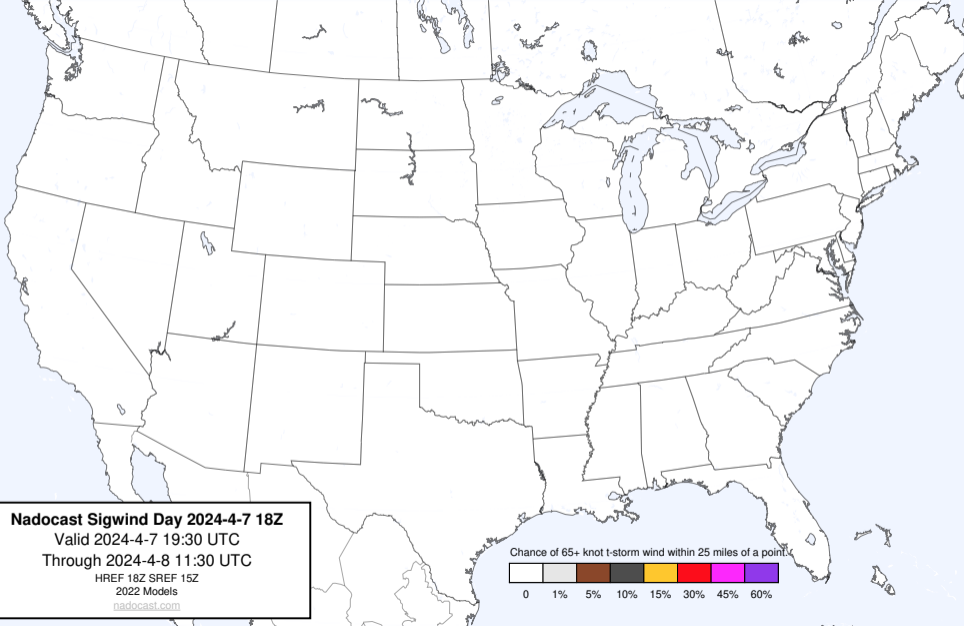 Nadocast Sigwind Day 2024-4-7 18Z
Valid 2024-4-7 19:30 UTC
Through 2024-4-8 11:30 UTC
HREF 18Z SREF 15Z
2022 Models
nadocast.com
Chance of 65+ knot t-storm wind within 25 miles of a point.
0 1% 5% 10% 15% 30% 45% 60%